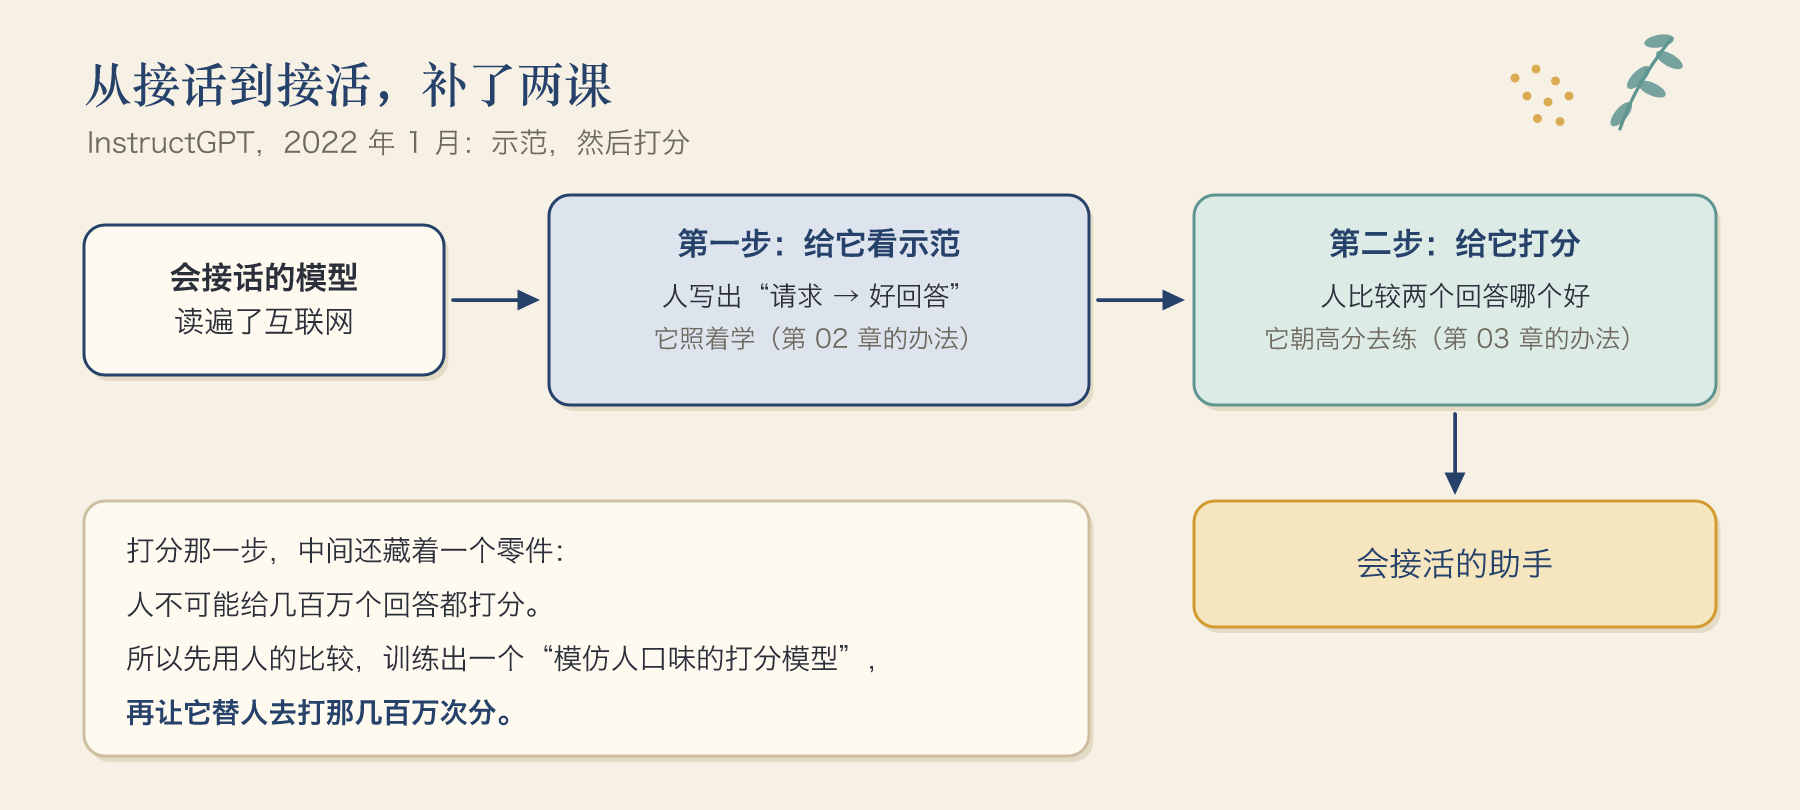 从接话到接活，补了两课
InstructGPT，2022 年 1 月：示范，然后打分
会接话的模型
读遍了互联网
第一步：给它看示范
人写出“请求 → 好回答”
它照着学（第 02 章的办法）
第二步：给它打分
人比较两个回答哪个好
它朝高分去练（第 03 章的办法）
会接活的助手
打分那一步，中间还藏着一个零件：
人不可能给几百万个回答都打分。
所以先用人的比较，训练出一个“模仿人口味的打分模型”，
再让它替人去打那几百万次分。